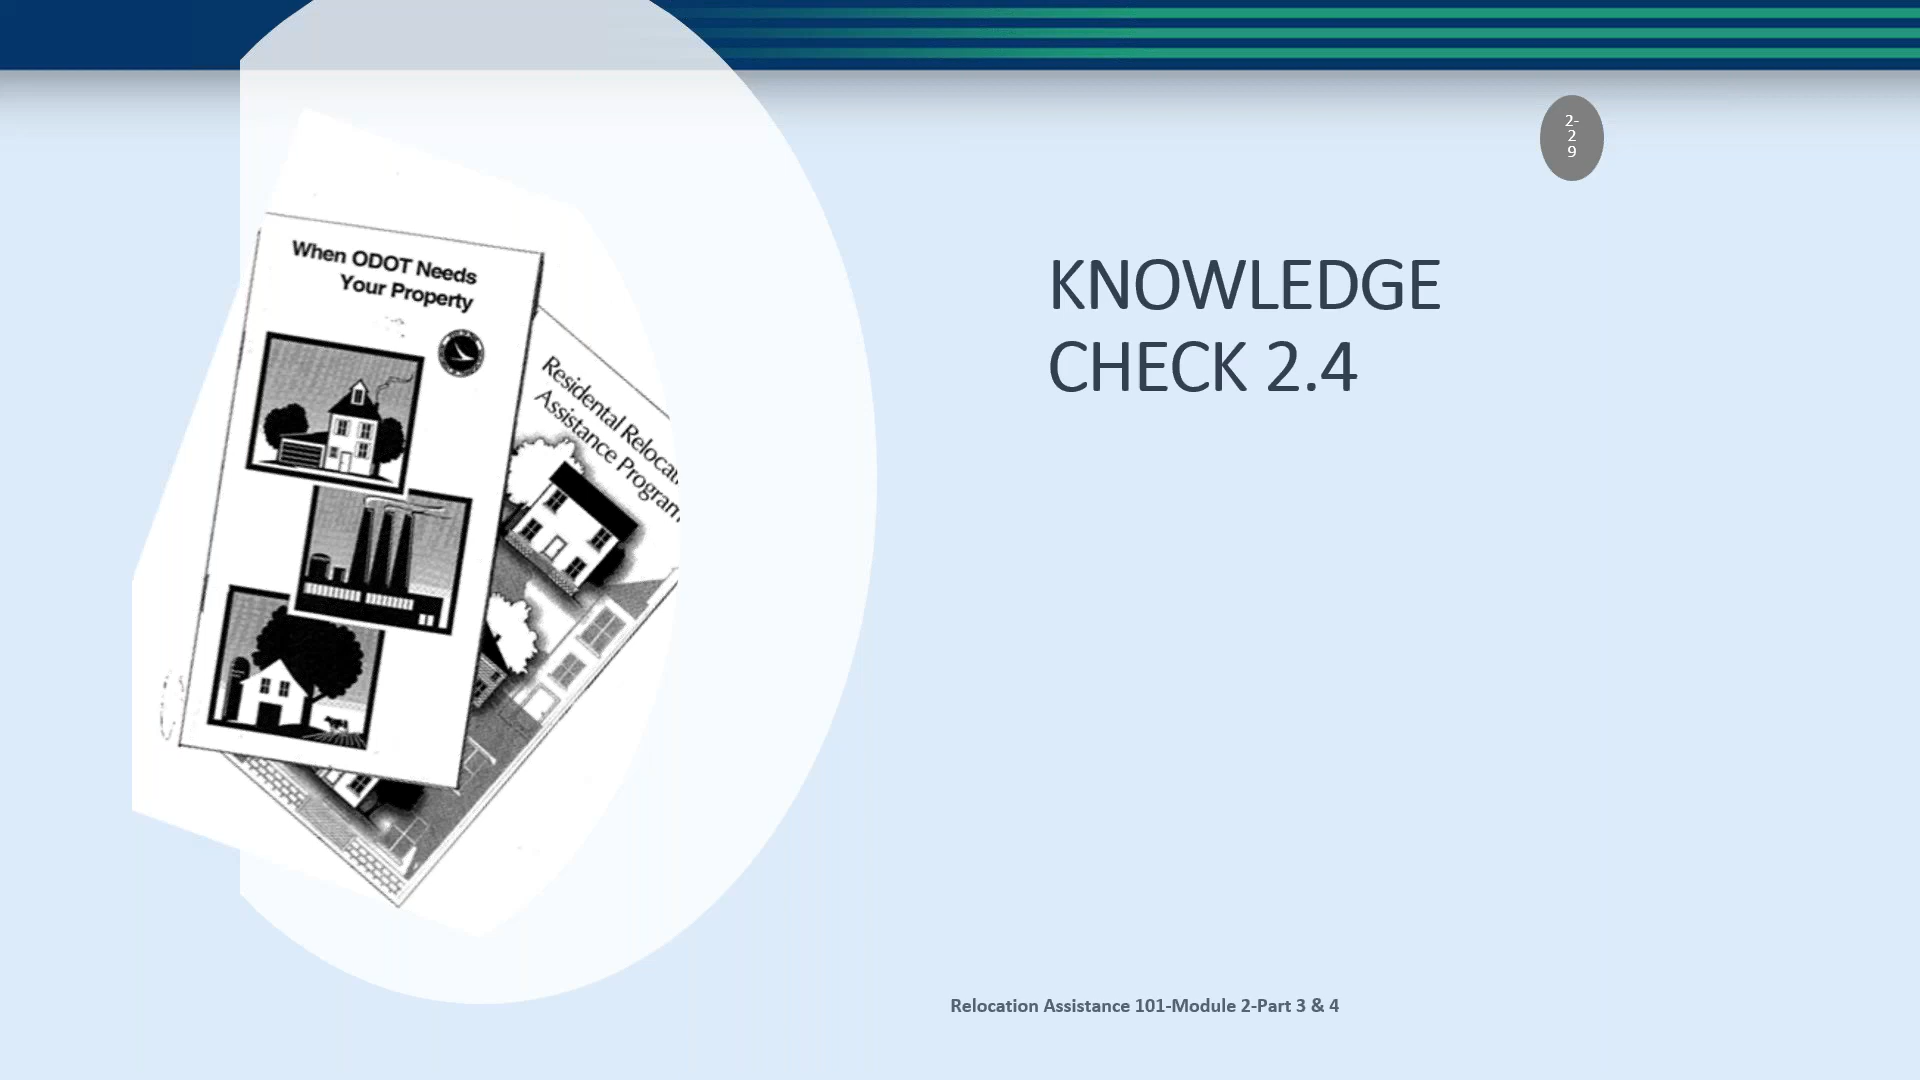 2-
2
9
When ODOT Needs
Your Property
Residental Relocat
Assistance Program
KNOWLEDGE
CHECK 2.4
Relocation Assistance 101-Module 2-Part 3 & 4